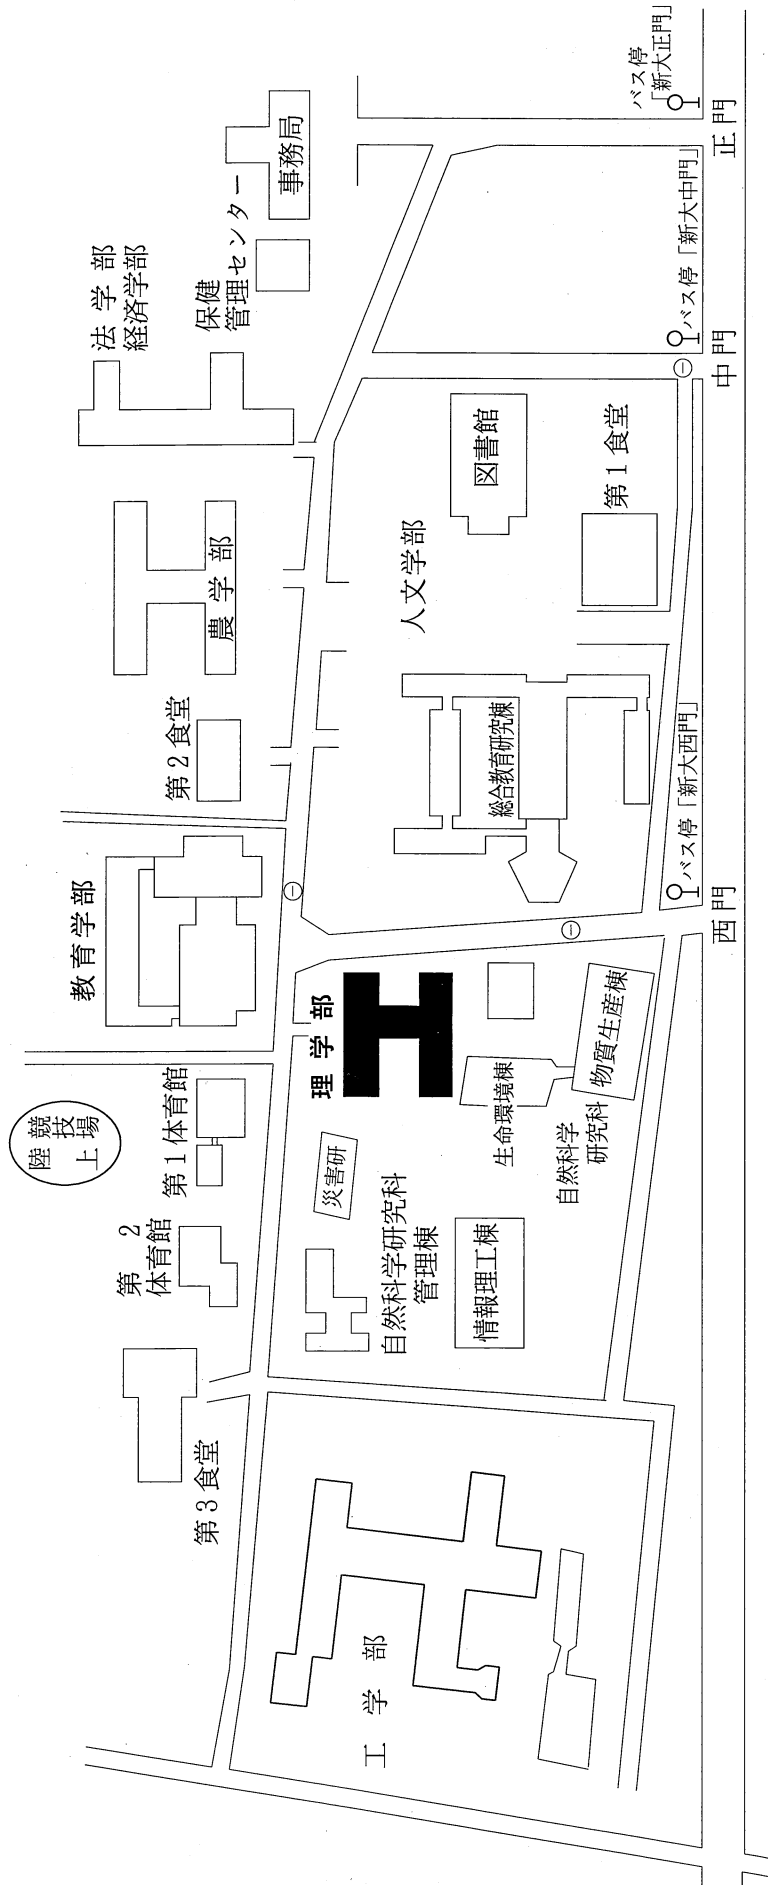 陸上
競技場
第3食堂
第2
体育館
第1体育館
教育学部
第2食堂
農学部
法学部
経済学部
保健
管理センター
事務局
工学部
自然科学研究科
管理棟
災害研
理学部
情報理工棟
生命環境棟
自然科学
研究科
物質生産棟
総合教育研究棟
人文学部
図書館
第1食堂
バス停「新大西門」
西門
バス停「新大中門」
中門
バス停
「新大正門」
正門